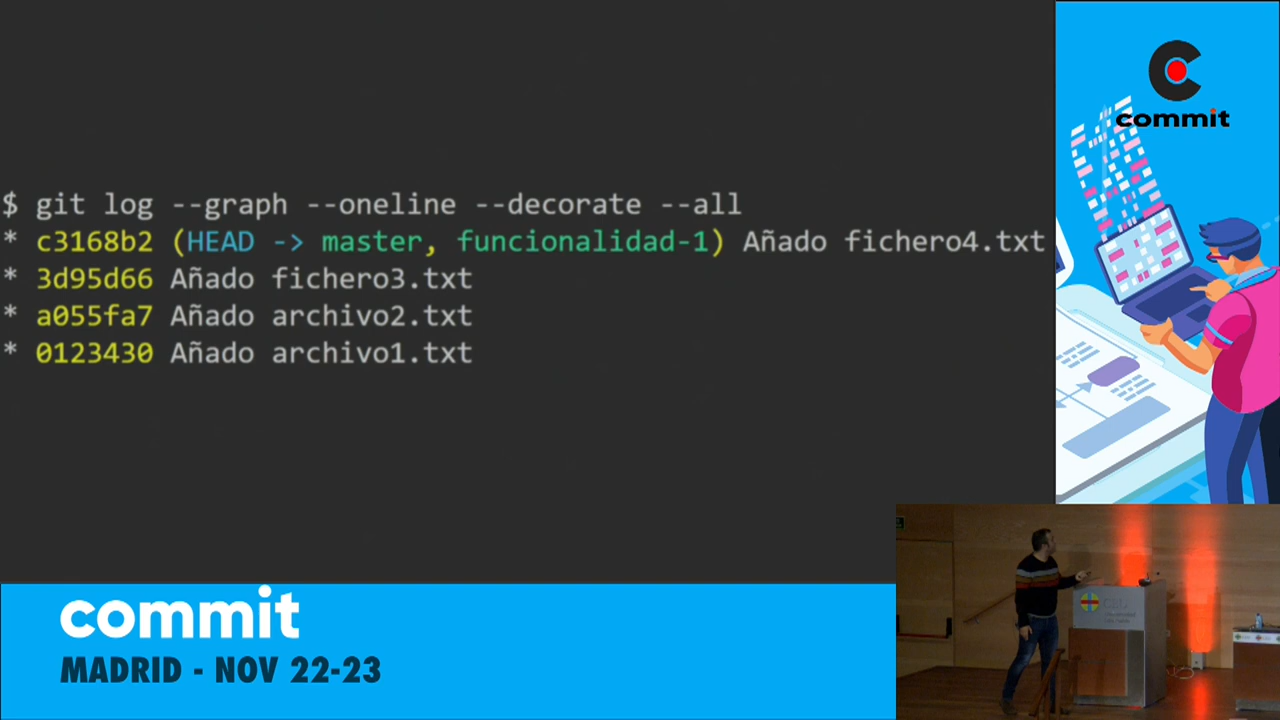 $ git log --graph --oneline --decorate --all
* c3168b2 (HEAD -> master, funcionalidad-1) Añado fichero4.txt
* 3d95d66 Añado fichero3.txt
* a055fa7 Añado archivo2.txt
* 0123430 Añado archivo1.txt
commit
commit
MADRID - NOV 22-23
CEU